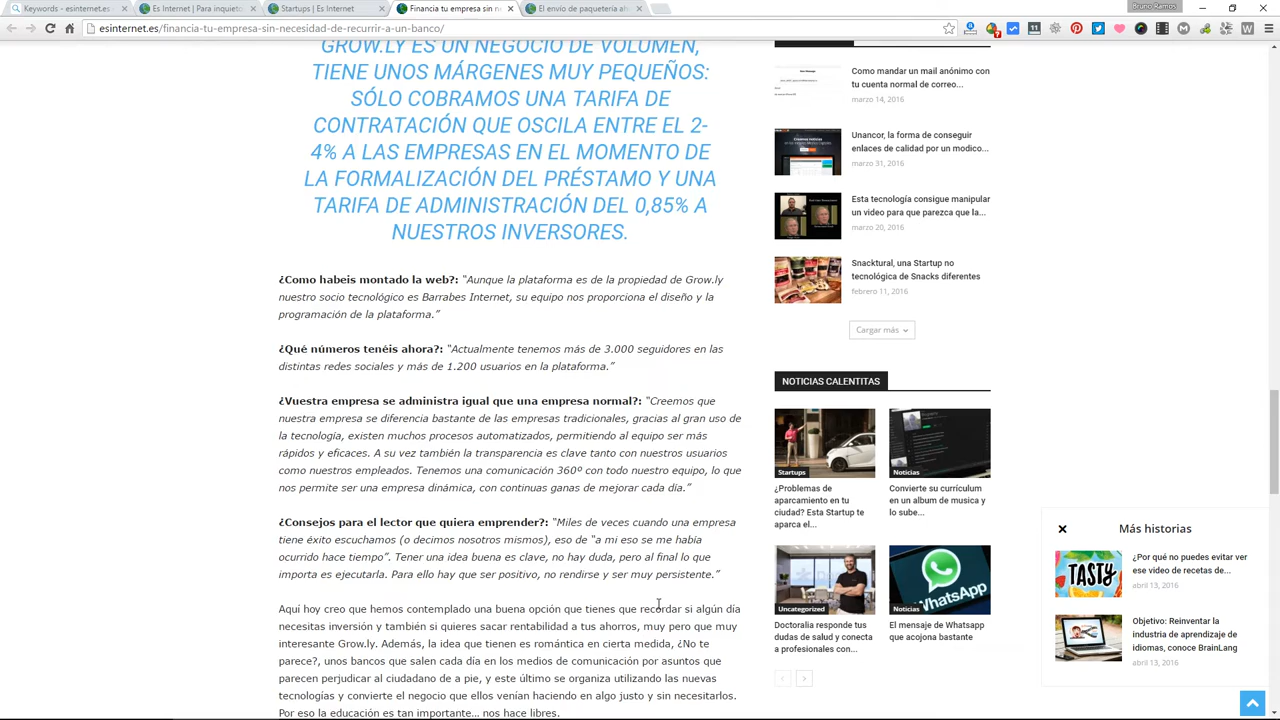 Keywords - esinternet.es
Es Internet | Para inquieto
Startups | Es Internet
Financia tu empresa sin n
El envío de paquetería a
Bruno Ramos
esinternet.es/financia-tu-empresa-sin-necesidad-de-recurrir-a-un-banco/
GROW.LY ES UN NEGOCIO DE VOLUMEN,
TIENE UNOS MÁRGENES MUY PEQUEÑOS:
SÓLO COBRAMOS UNA TARIFA DE
CONTRATACIÓN QUE OSCILA ENTRE EL 2-
4% A LAS EMPRESAS EN EL MOMENTO DE
LA FORMALIZACIÓN DEL PRÉSTAMO Y UNA
TARIFA DE ADMINISTRACIÓN DEL 0,85% A
NUESTROS INVERSORES.
¿Como habeis montado la web?: “Aunque la plataforma es de la propiedad de Grow.ly
nuestro socio tecnológico es Barrabes Internet, su equipo nos proporciona el diseño y la
programación de la plataforma.”
¿Qué números tenéis ahora?: “Actualmente tenemos más de 3.000 seguidores en las
distintas redes sociales y más de 1.200 usuarios en la plataforma.”
¿Vuestra empresa se administra igual que una empresa normal?: “Creemos que
nuestra empresa se diferencia bastante de las empresas tradicionales, gracias al gran uso de
la tecnología, existen muchos procesos automatizados, permitiendo al equipo ser más
rápidos y eficaces. A su vez también la transparencia es clave tanto con nuestros usuarios
como nuestros empleados. Tenemos una comunicación 360º con todo nuestro equipo, lo que
nos permite ser una empresa dinámica, con continuas ganas de mejorar cada día.”
¿Consejos para el lector que quiera emprender?: “Miles de veces cuando una empresa
tiene éxito escuchamos (o decimos nosotros mismos), eso de “a mi eso se me habia
ocurrido hace tiempo”. Tener una idea buena es clave, no hay duda, pero al final lo que
importa es ejecutarla. Para ello hay que ser positivo, no rendirse y ser muy persistente.”
Aquí hoy creo que hemos contemplado una buena opción que tienes que recordar si algún día
necesitas inversión y también si quieres sacar rentabilidad a tus ahorros, muy pero que muy
interesante Grow.ly. Además, la idea que tienen es romántica en cierta medida, ¿No te
parece?, unos bancos que salen cada día en los medios de comunicación por asuntos que
parecen perjudicar al ciudadano de a pie, y este último se organiza utilizando las nuevas
tecnologías y convierte el negocio que ellos venían haciendo en algo justo y sin necesitarlos.
Por eso la educación es tan importante… nos hace libres.
Como mandar un mail anónimo con
tu cuenta normal de correo...
marzo 14, 2016
Unancor, la forma de conseguir
enlaces de calidad por un modico...
marzo 31, 2016
Esta tecnología consigue manipular
un video para que parezca que la...
marzo 20, 2016
Snacktural, una Startup no
tecnológica de Snacks diferentes
febrero 11, 2016
Cargar más
NOTICIAS CALENTITAS
Startups
¿Problemas de
aparcamiento en tu
ciudad? Esta Startup te
aparca el...
Noticias
Convierte su currículum
en un album de musica y
lo sube...
Uncategorized
Doctoralia responde tus
dudas de salud y conecta
a profesionales con...
WhatsApp
Noticias
El mensaje de Whatsapp
que acojona bastante
Más historias
TASTY
¿Por qué no puedes evitar ver
ese video de recetas de...
abril 13, 2016
Objetivo: Reinventar la
industria de aprendizaje de
idiomas, conoce BrainLang
abril 13, 2016